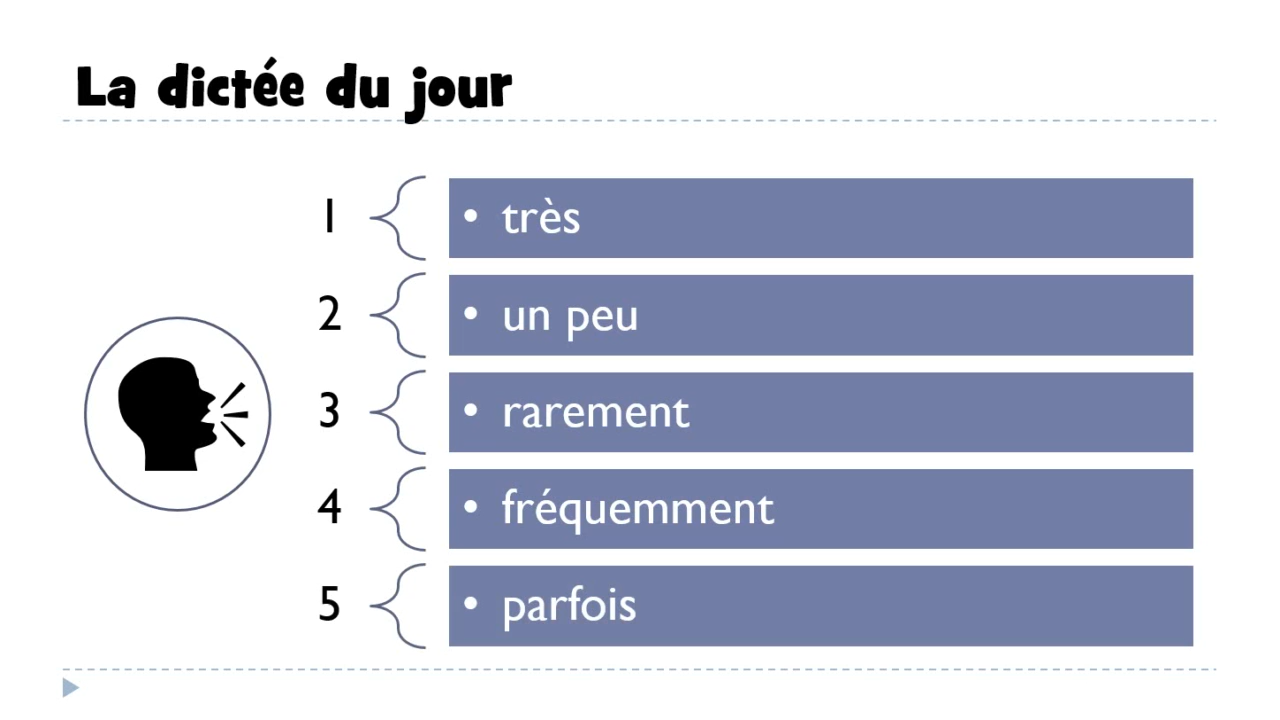 La dictée du jour
1 • très
2 • un peu
3 • rarement
4 • fréquemment
5 • parfois